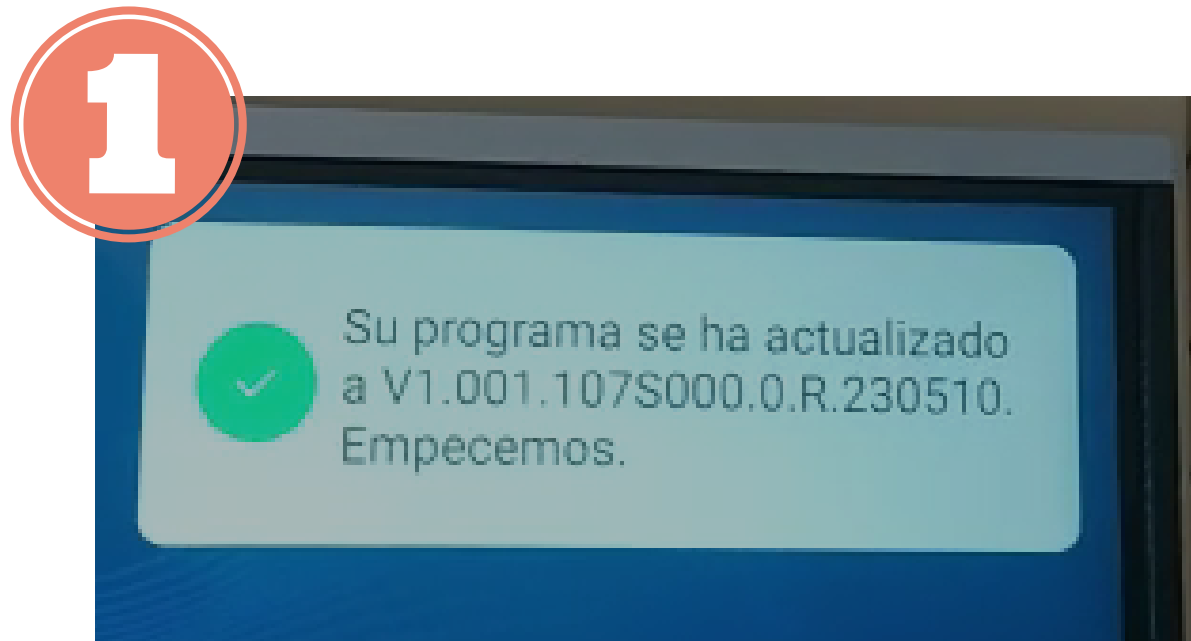 1
Su programa se ha actualizado
a V1.001.107S000.0.R.230510.
Empecemos.